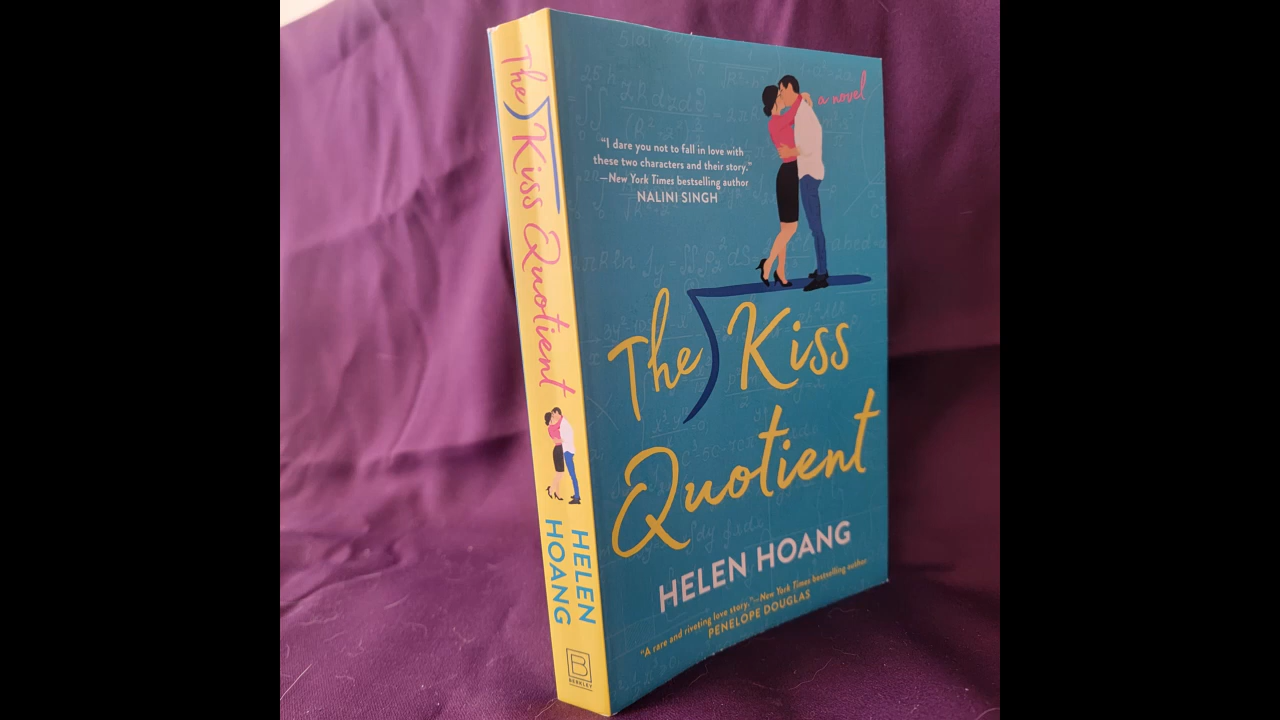 The Kiss Quotient
HELEN
HOANG
B
BERKLEY
a novel
“I dare you not to fall in love with
these two characters and their story.”
—New York Times bestselling author
NALINI SINGH
The Kiss
Quotient
HELEN HOANG
“A rare and riveting love story.”—New York Times bestselling author
PENELOPE DOUGLAS